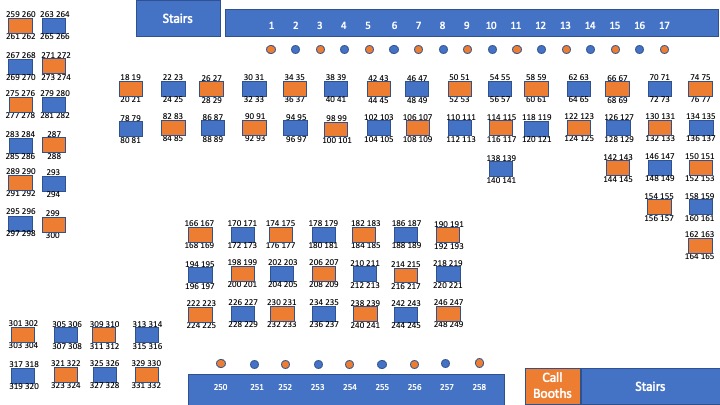 Stairs
1 2 3 4 5 6 7 8 9 10 11 12 13 14 15 16 17
259 260 263 264
261 262 265 266
267 268 271 272
269 270 273 274
275 276 279 280
277 278 281 282
283 284 287
285 286 288
289 290 293
291 292 294
295 296 299
297 298 300
18 19 22 23 26 27 30 31 34 35 38 39 42 43 46 47 50 51 54 55 58 59 62 63 66 67 70 71 74 75
20 21 24 25 28 29 32 33 36 37 40 41 44 45 48 49 52 53 56 57 60 61 64 65 68 69 72 73 76 77
78 79 82 83 86 87 90 91 94 95 98 99 102 103 106 107 110 111 114 115 118 119 122 123 126 127 130 131 134 135
80 81 84 85 88 89 92 93 96 97 100 101 104 105 108 109 112 113 116 117 120 121 124 125 128 129 132 133 136 137
138 139 142 143 146 147 150 151
140 141 144 145 148 149 152 153
154 155 158 159
156 157 160 161
162 163
164 165
166 167 170 171 174 175 178 179 182 183 186 187 190 191
168 169 172 173 176 177 180 181 184 185 188 189 192 193
194 195 198 199 202 203 206 207 210 211 214 215 218 219
196 197 200 201 204 205 208 209 212 213 216 217 220 221
222 223 226 227 230 231 234 235 238 239 242 243 246 247
224 225 228 229 232 233 236 237 240 241 244 245 248 249
301 302 305 306 309 310 313 314
303 304 307 308 311 312 315 316
317 318 321 322 325 326 329 330
319 320 323 324 327 328 331 332
250 251 252 253 254 255 256 257 258
Call
Booths
Stairs